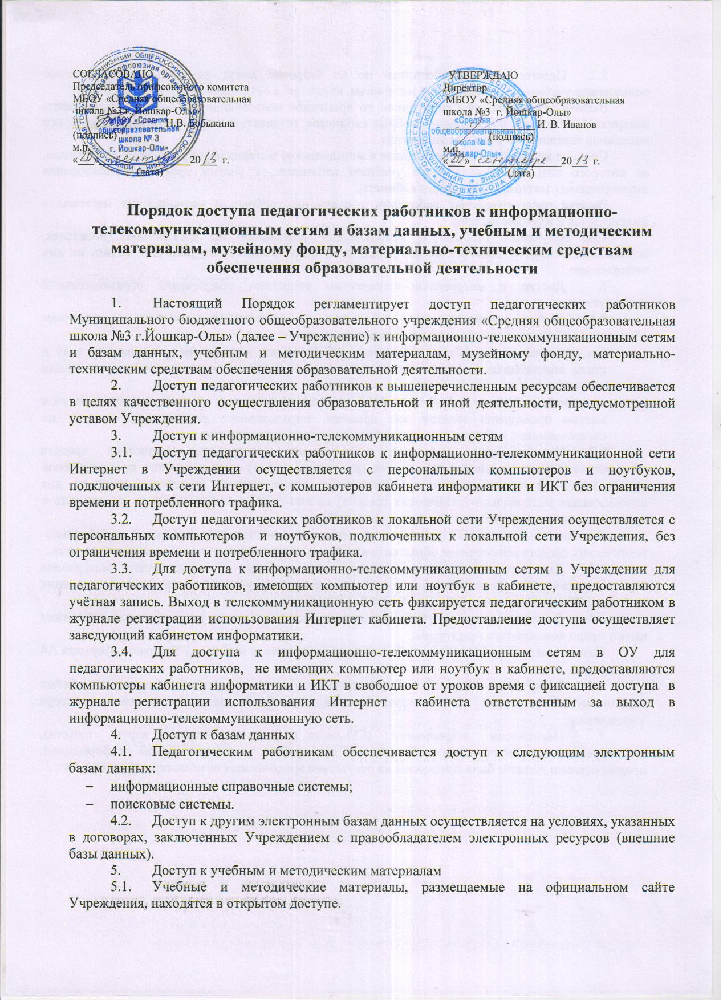 СОГЛАСОВАНО
Председатель профсоюзного комитета
МБОУ «Средняя общеобразовательная
школа №3 г. Йошкар-Олы»
Н.В. Бобыкина
(подпись)
м.п.
«20» сентября 2013 г.
(дата)
УТВЕРЖДАЮ
Директор
МБОУ «Средняя общеобразовательная
школа №3 г. Йошкар-Олы»
И. В. Иванов
(подпись)
м.п.
«20» сентября 2013 г.
(дата)
«Средняя
общеобразовательная
школа № 3
г. Йошкар-Олы»
Порядок доступа педагогических работников к информационно-
телекоммуникационным сетям и базам данных, учебным и методическим
материалам, музейному фонду, материально-техническим средствам
обеспечения образовательной деятельности
1. Настоящий Порядок регламентирует доступ педагогических работников
Муниципального бюджетного общеобразовательного учреждения «Средняя общеобразовательная
школа №3 г.Йошкар-Олы» (далее – Учреждение) к информационно-телекоммуникационным сетям
и базам данных, учебным и методическим материалам, музейному фонду, материально-
техническим средствам обеспечения образовательной деятельности.
2. Доступ педагогических работников к вышеперечисленным ресурсам обеспечивается
в целях качественного осуществления образовательной и иной деятельности, предусмотренной
уставом Учреждения.
3. Доступ к информационно-телекоммуникационным сетям
3.1. Доступ педагогических работников к информационно-телекоммуникационной сети
Интернет в Учреждении осуществляется с персональных компьютеров и ноутбуков,
подключенных к сети Интернет, с компьютеров кабинета информатики и ИКТ без ограничения
времени и потребленного трафика.
3.2. Доступ педагогических работников к локальной сети Учреждения осуществляется с
персональных компьютеров и ноутбуков, подключенных к локальной сети Учреждения, без
ограничения времени и потребленного трафика.
3.3. Для доступа к информационно-телекоммуникационным сетям в Учреждении для
педагогических работников, имеющих компьютер или ноутбук в кабинете, предоставляются
учётная запись. Выход в телекоммуникационную сеть фиксируется педагогическим работником в
журнале регистрации использования Интернет кабинета. Предоставление доступа осуществляет
заведующий кабинетом информатики.
3.4. Для доступа к информационно-телекоммуникационным сетям в ОУ для
педагогических работников, не имеющих компьютер или ноутбук в кабинете, предоставляются
компьютеры кабинета информатики и ИКТ в свободное от уроков время с фиксацией доступа в
журнале регистрации использования Интернет кабинета ответственным за выход в
информационно-телекоммуникационную сеть.
4. Доступ к базам данных
4.1. Педагогическим работникам обеспечивается доступ к следующим электронным
базам данных:
– информационные справочные системы;
– поисковые системы.
4.2. Доступ к другим электронным базам данных осуществляется на условиях, указанных
в договорах, заключенных Учреждением с правообладателем электронных ресурсов (внешние
базы данных).
5. Доступ к учебным и методическим материалам
5.1. Учебные и методические материалы, размещаемые на официальном сайте
Учреждения, находятся в открытом доступе.